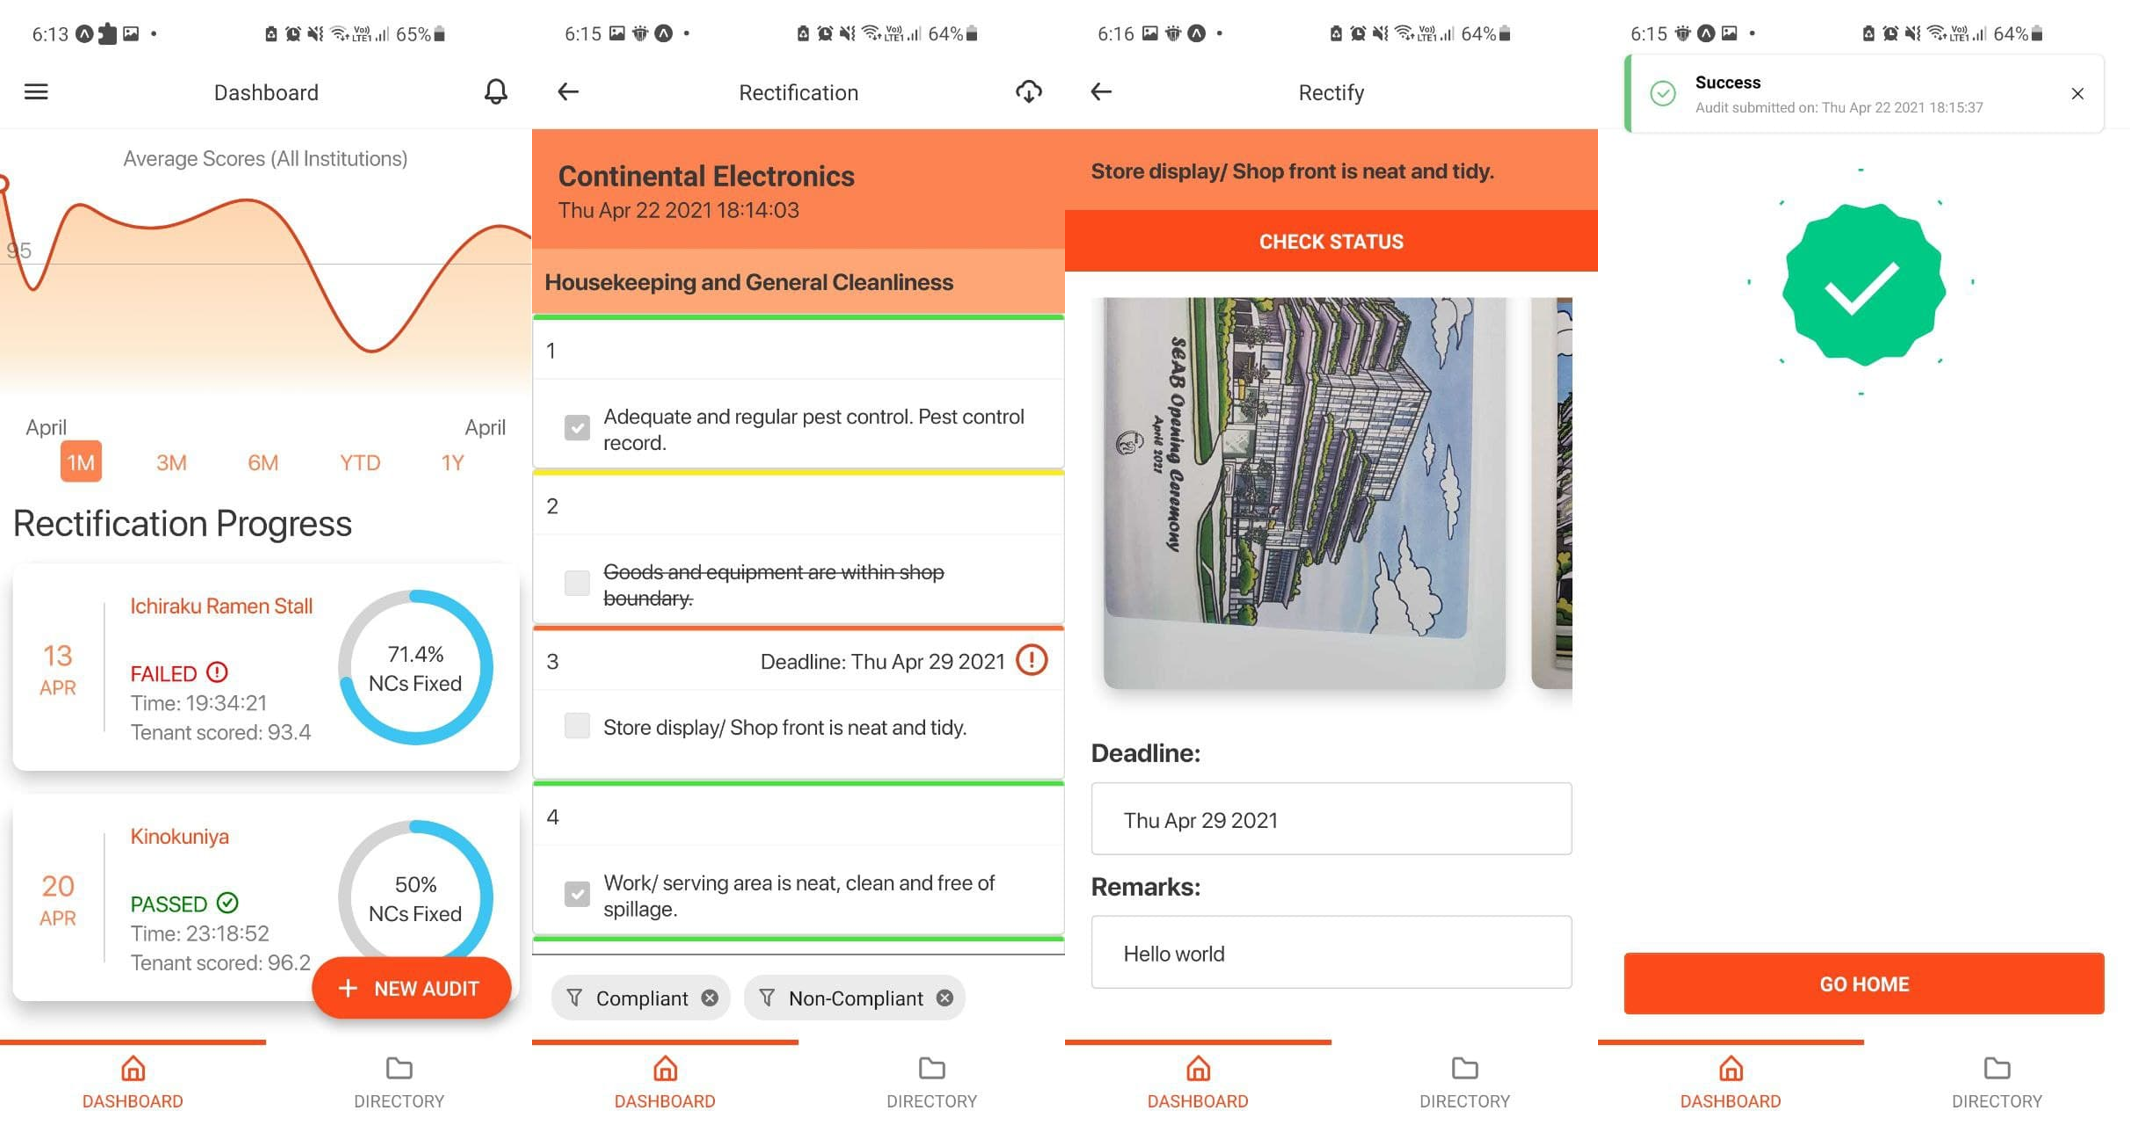 6:13
65%
Dashboard
Average Scores (All Institutions)
95
April
April
1M
3M
6M
YTD
1Y
Rectification Progress
13
APR
Ichiraku Ramen Stall
FAILED
Time: 19:34:21
Tenant scored: 93.4
71.4%
NCs Fixed
20
APR
Kinokuniya
PASSED
Time: 23:18:52
Tenant scored: 96.2
50%
NCs Fixed
+ NEW AUDIT
DASHBOARD
DIRECTORY
6:15
64%
Rectification
Continental Electronics
Thu Apr 22 2021 18:14:03
Housekeeping and General Cleanliness
1
Adequate and regular pest control. Pest control
record.
2
Goods and equipment are within shop
boundary.
3
Deadline: Thu Apr 29 2021
Store display/ Shop front is neat and tidy.
4
Work/ serving area is neat, clean and free of
spillage.
Compliant
Non-Compliant
DASHBOARD
DIRECTORY
6:16
64%
Rectify
Store display/ Shop front is neat and tidy.
CHECK STATUS
SEAB Opening Ceremony
April 2021
Deadline:
Thu Apr 29 2021
Remarks:
Hello world
DASHBOARD
DIRECTORY
6:15
64%
Success
Audit submitted on: Thu Apr 22 2021 18:15:37
GO HOME
DASHBOARD
DIRECTORY